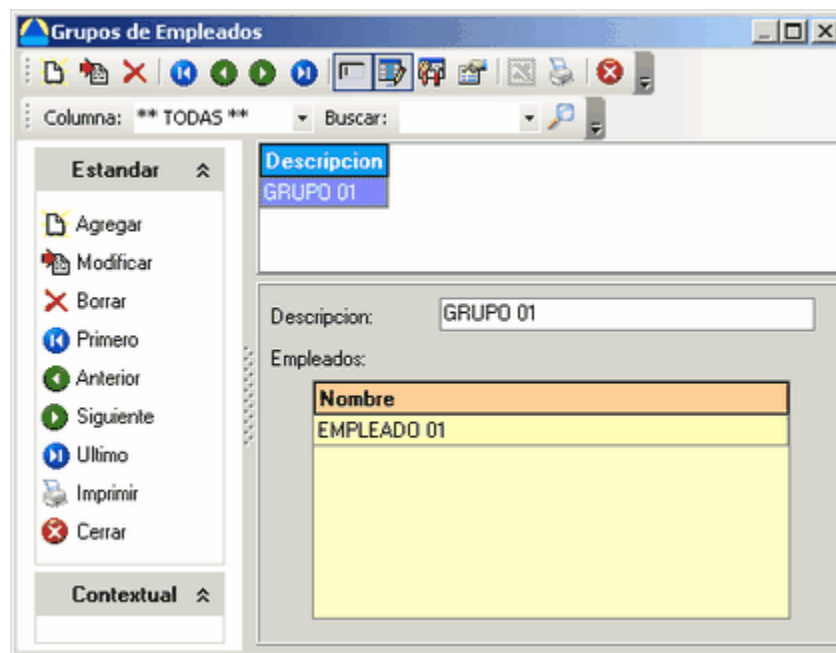 Grupos de Empleados
Columna: ** TODAS ** Buscar:
Estandar
Agregar
Modificar
Borrar
Primero
Anterior
Siguiente
Ultimo
Imprimir
Cerrar
Contextual
Descripcion
GRUPO 01
Descripcion: GRUPO 01
Empleados:
Nombre
EMPLEADO 01